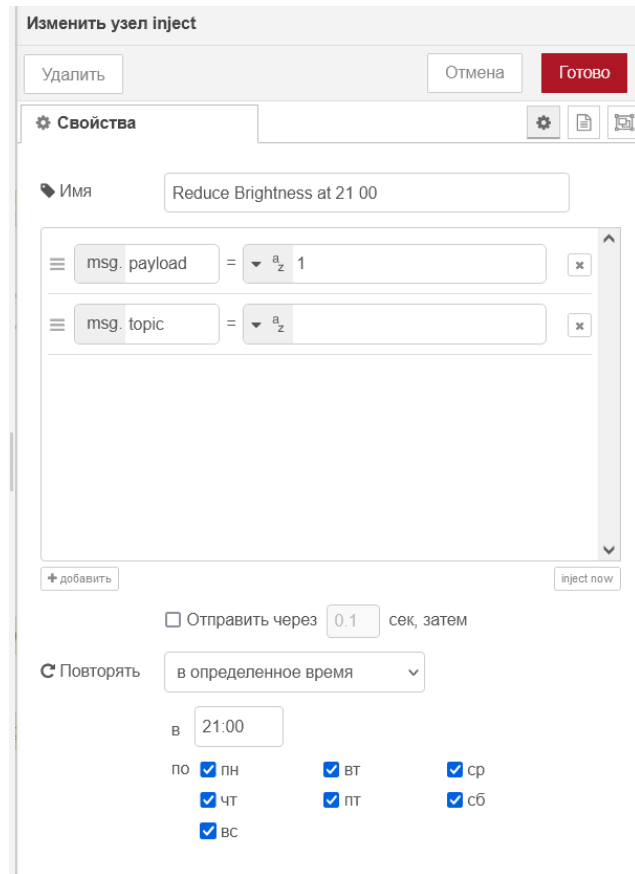 Изменить узел inject
Удалить Отмена Готово
Свойства
Имя Reduce Brightness at 21 00
msg. payload = az 1
msg. topic = az
добавить inject now
Отправить через 0.1 сек, затем
Повторять в определенное время
в 21:00
по пн вт ср
чт пт сб
вс